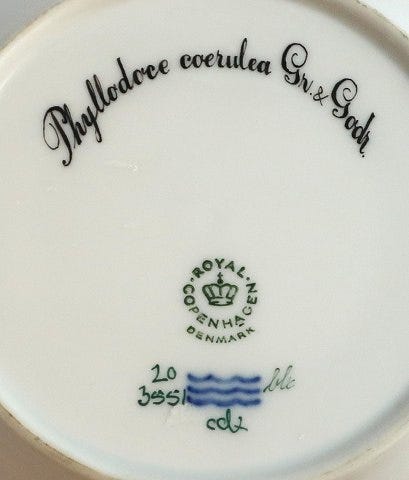 Phyllodoce coerulea Gr. & Godr.
ROYAL
COPENHAGEN
DENMARK
20
3551